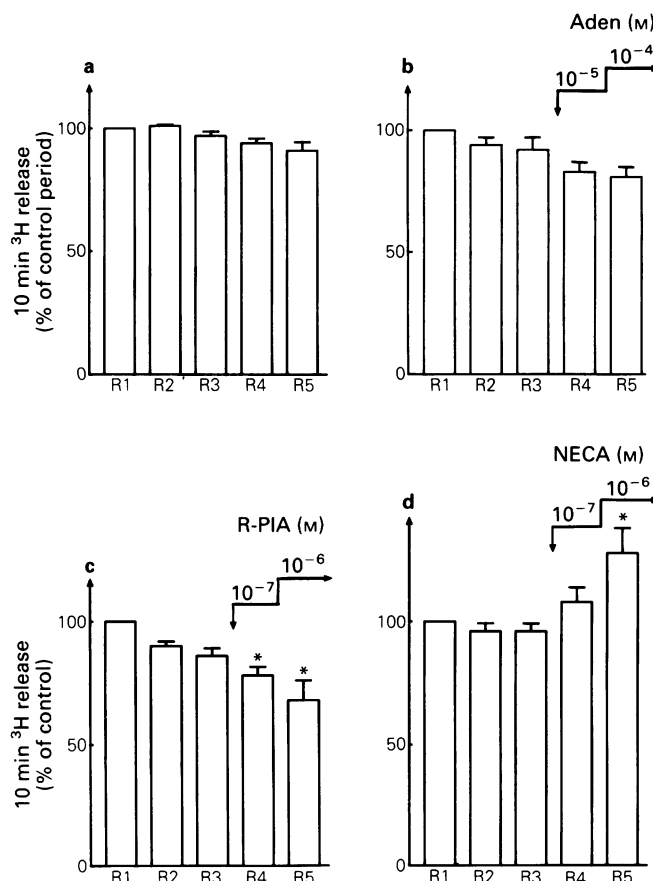 a
10 min ³H release
(% of control period)
100
50
0
R1 R2 R3 R4 R5
Aden (M)
10⁻⁵ 10⁻⁴
b
100
50
0
R1 R2 R3 R4 R5
R-PIA (M)
10⁻⁷ 10⁻⁶
c
10 min ³H release
(% of control)
100
50
0
* *
R1 R2 R3 R4 R5
NECA (M)
10⁻⁷ 10⁻⁶
d
*
100
50
0
R1 R2 R3 R4 R5